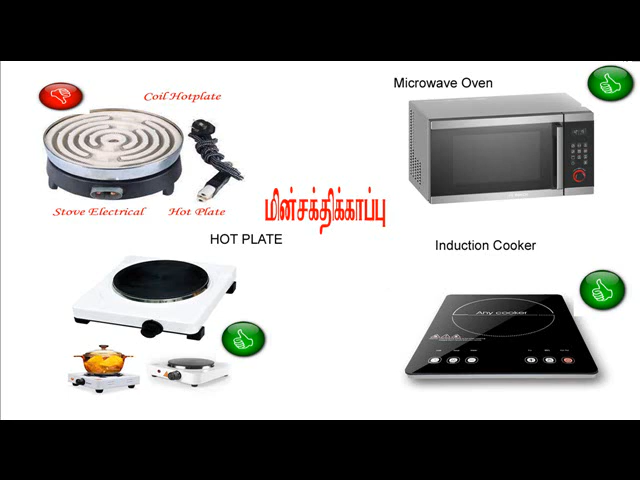 Coil Hotplate
Microwave Oven
Stove Electrical
Hot Plate
மின்சக்திக்காப்பு
HOT PLATE
Induction Cooker
Any cooker